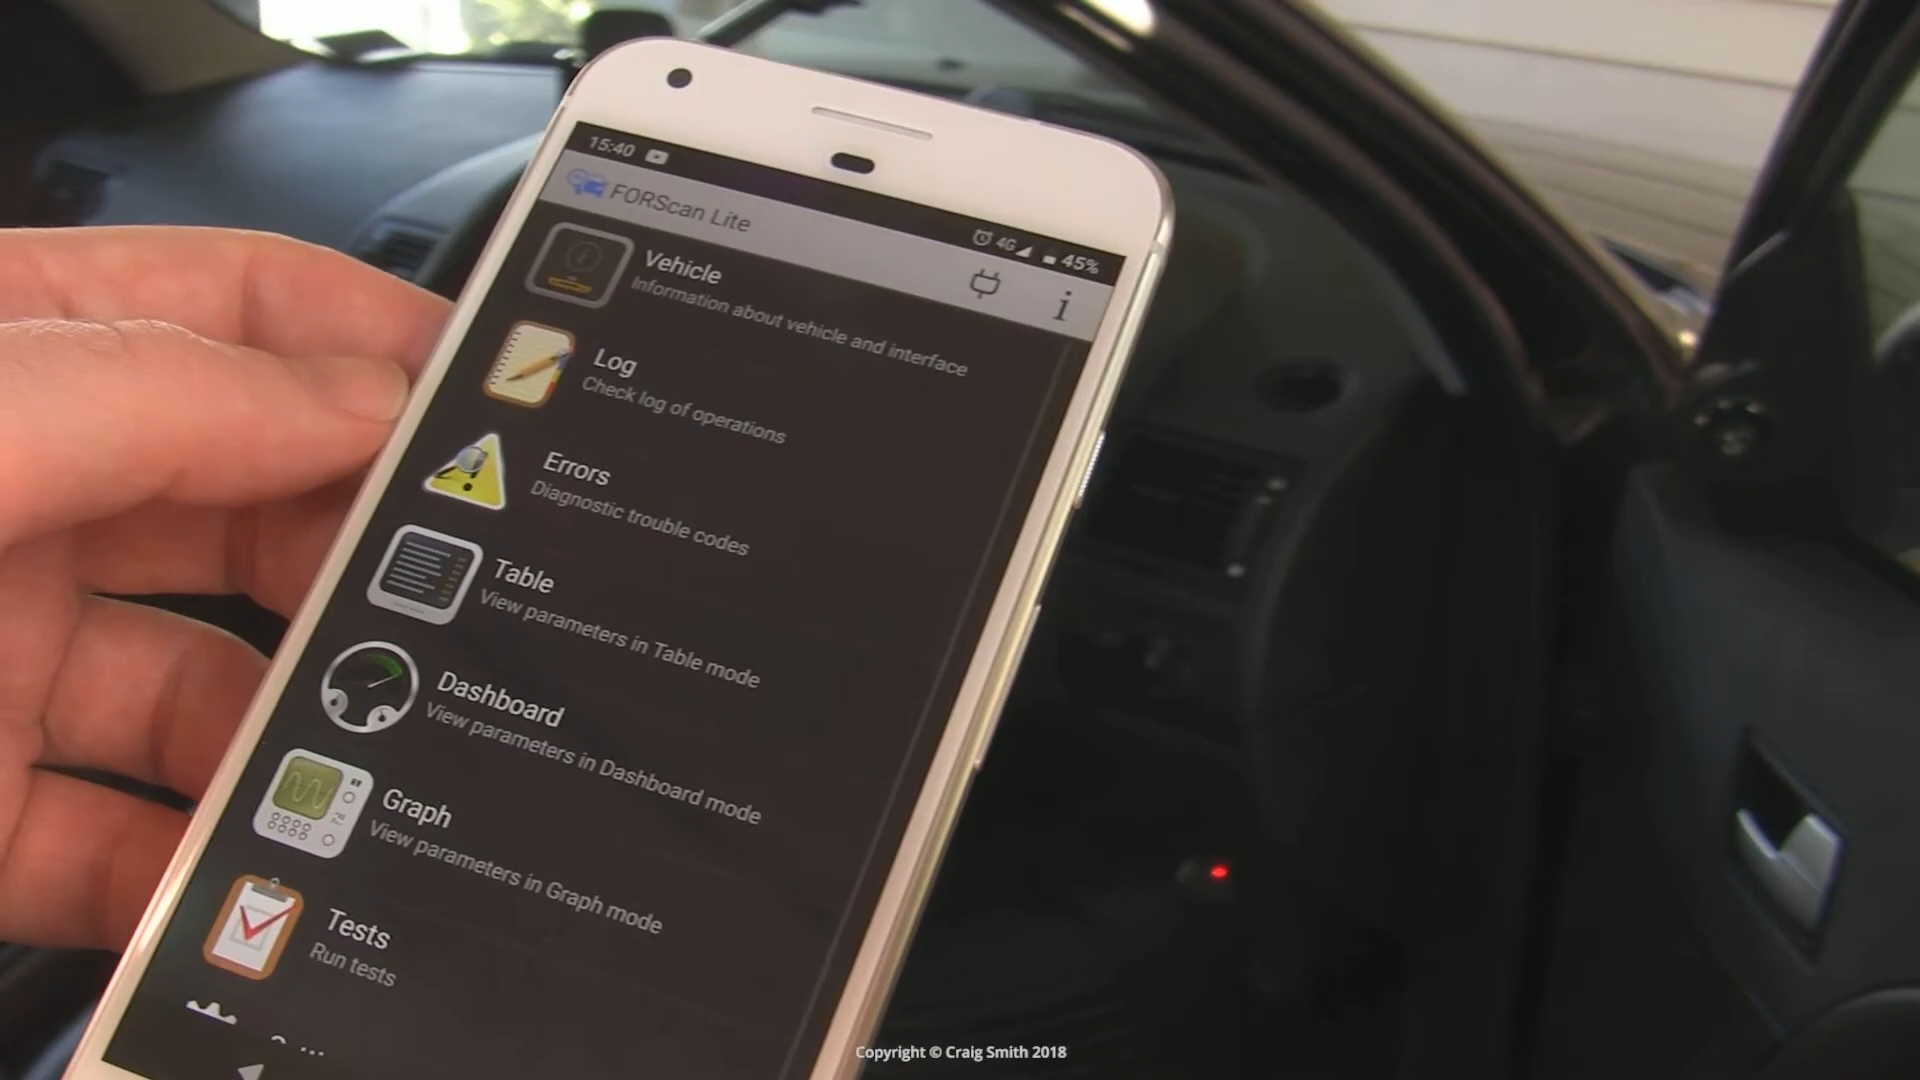 15:40
4G 45%
FORScan Lite
i
Vehicle
Information about vehicle and interface
Log
Check log of operations
Errors
Diagnostic trouble codes
Table
View parameters in Table mode
Dashboard
View parameters in Dashboard mode
Graph
View parameters in Graph mode
Tests
Run tests
Copyright © Craig Smith 2018